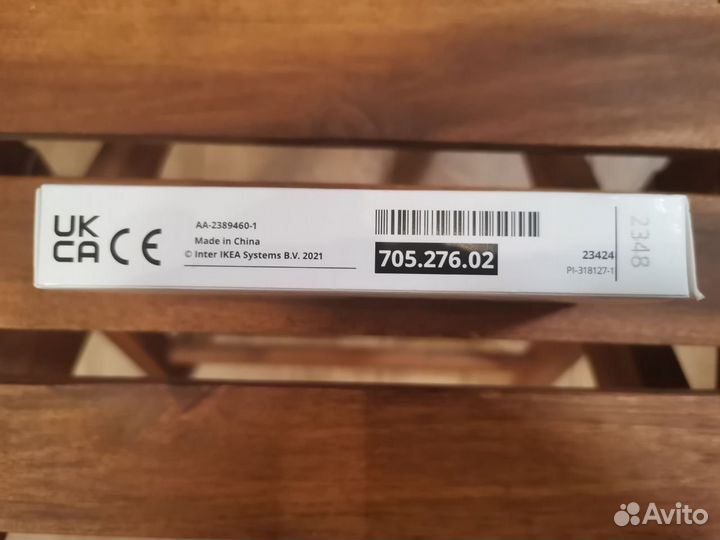 UK
CA CE
AA-2389460-1
Made in China
© Inter IKEA Systems B.V. 2021
705.276.02
23424
PI-318127-1
2348
Avito